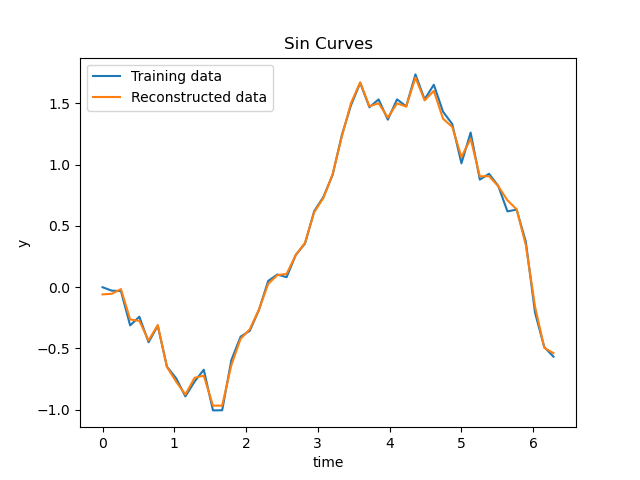 Sin Curves
Training data
Reconstructed data
1.5
1.0
0.5
0.0
−0.5
−1.0
y
0 1 2 3 4 5 6
time